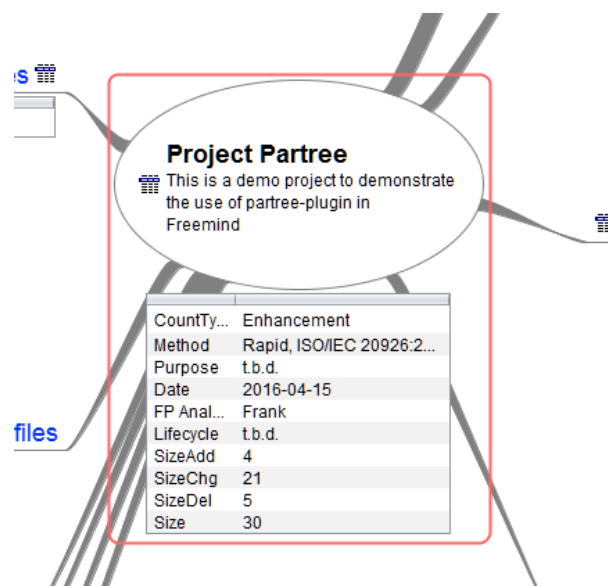 s
Project Partree
This is a demo project to demonstrate
the use of partree-plugin in
Freemind
CountTy... Enhancement
Method Rapid, ISO/IEC 20926:2...
Purpose t.b.d.
Date 2016-04-15
FP Anal... Frank
Lifecycle t.b.d.
SizeAdd 4
SizeChg 21
SizeDel 5
Size 30
files